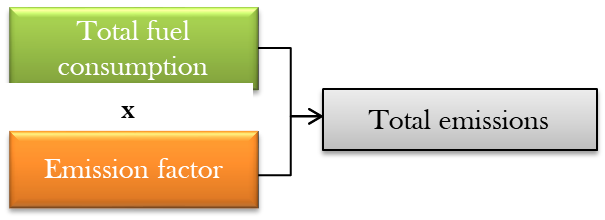 Total fuel
consumption
x
Emission factor
Total emissions